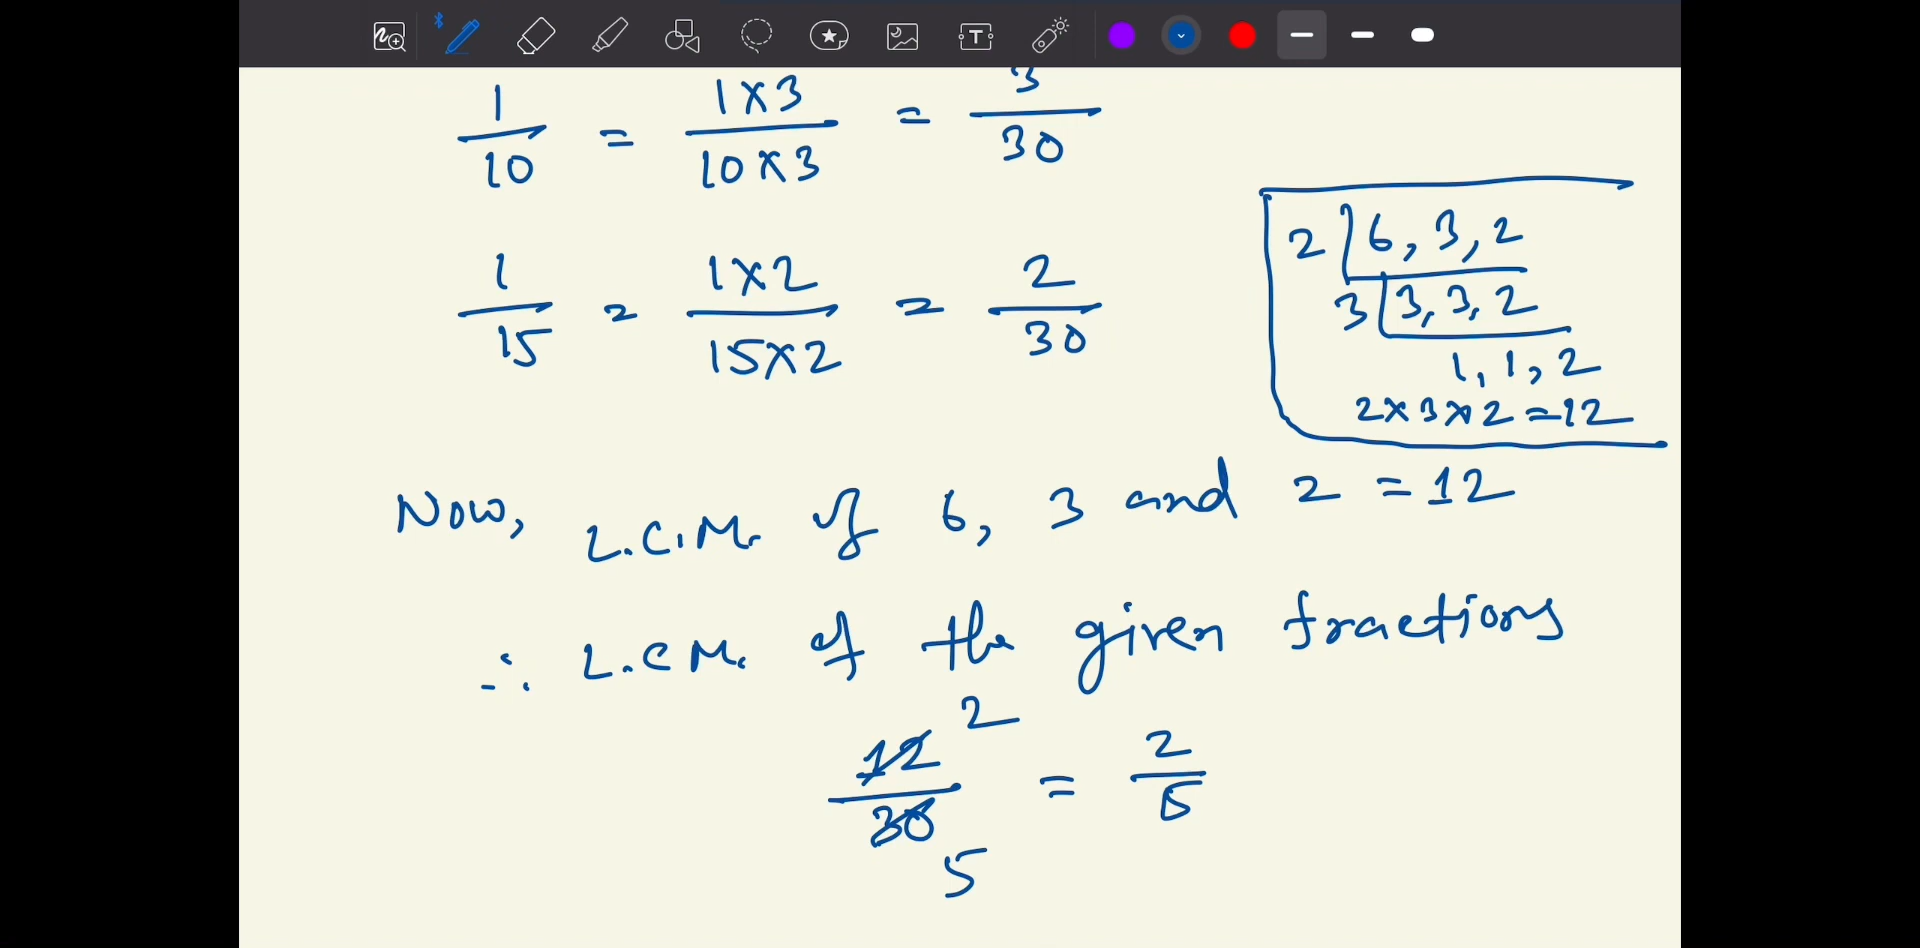 1/10 = 1×3/10×3 = 3/30
1/15 = 1×2/15×2 = 2/30
2 | 6, 3, 2
3 | 3, 3, 2
1, 1, 2
2×3×2=12
Now, L.C.M. of 6, 3 and 2 = 12
∴ L.C.M. of the given fractions
12/30 2/5 = 2/5